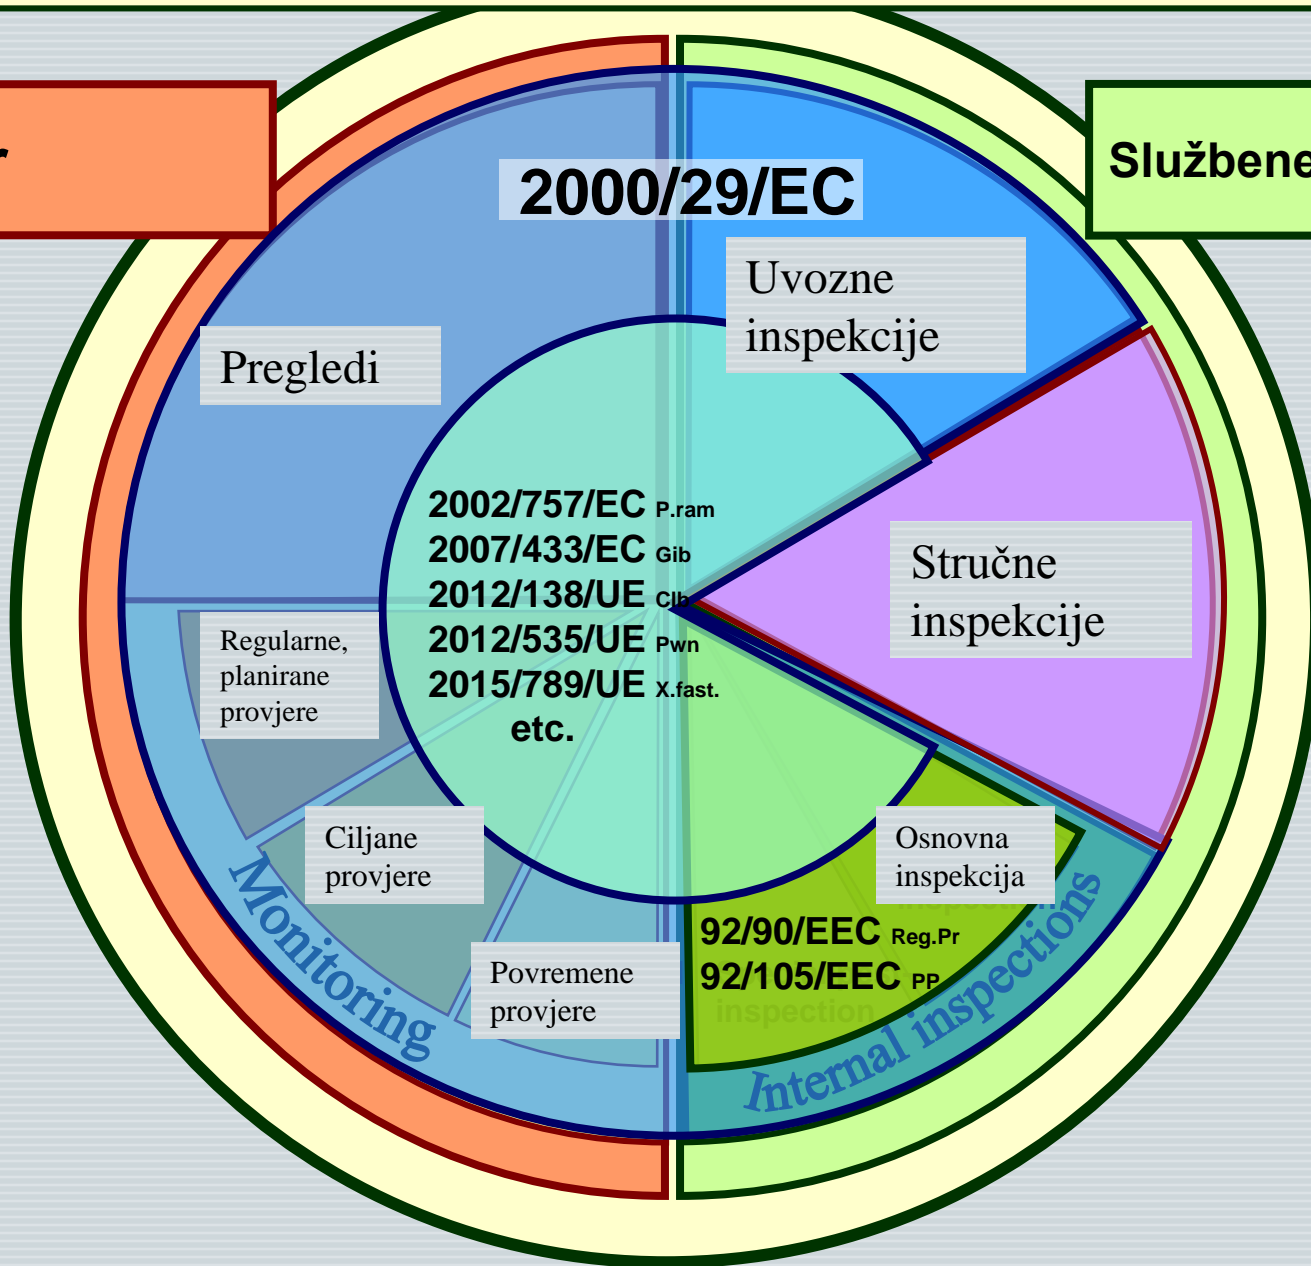 Službene
2000/29/EC
Uvozne
inspekcije
Pregledi
2002/757/EC P.ram
2007/433/EC Gib
2012/138/UE Clb
2012/535/UE Pwn
2015/789/UE X.fast.
etc.
Stručne
inspekcije
Regularne,
planirane
provjere
Ciljane
provjere
Osnovna
inspekcija
Povremene
provjere
92/90/EEC Reg.Pr
92/105/EEC PP
inspection
Monitoring
Internal inspections